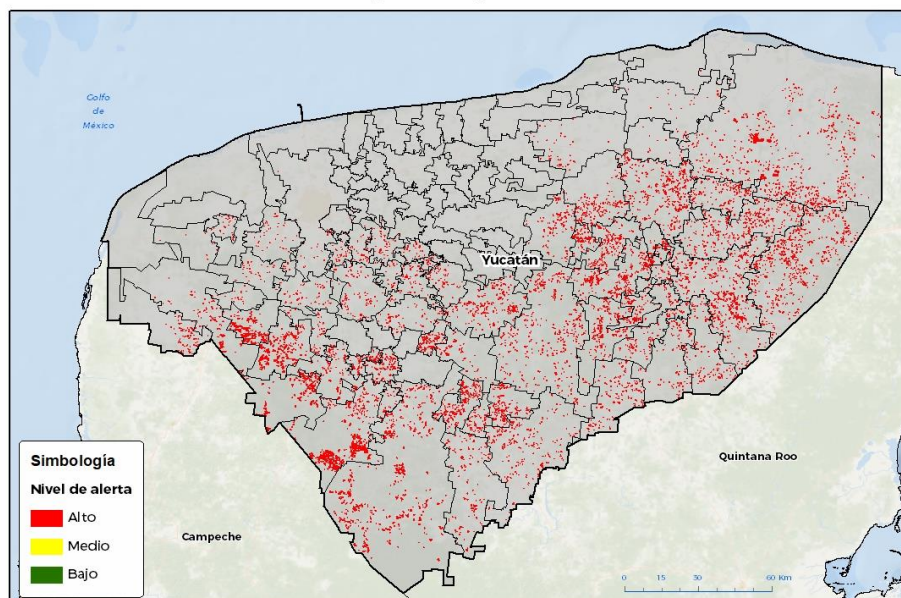 Golfo
de
México
Yucatán
Quintana Roo
Campeche
Simbología
Nivel de alerta
Alto
Medio
Bajo
0 15 30 60 Km